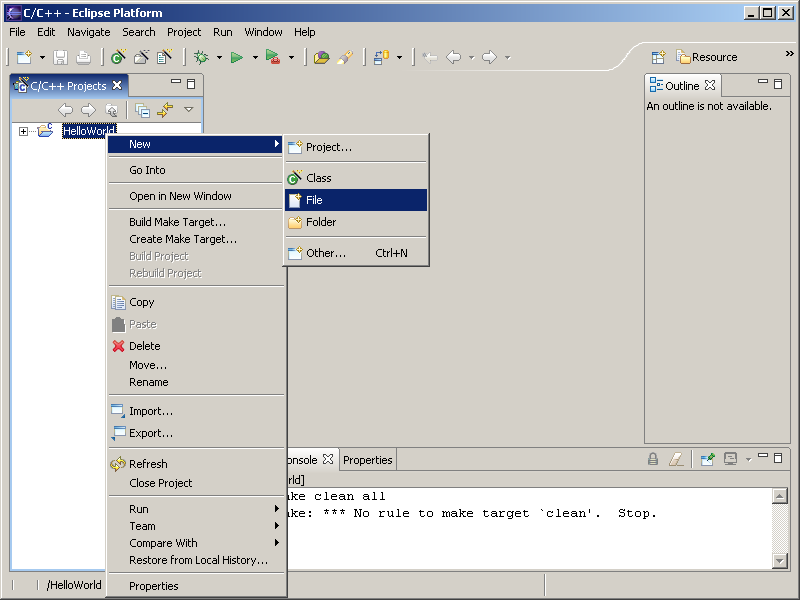 C/C++ - Eclipse Platform
File Edit Navigate Search Project Run Window Help
Resource »
C/C++ Projects
Outline
An outline is not available.
HelloWorld
New
Go Into
Open in New Window
Build Make Target...
Create Make Target...
Build Project
Rebuild Project
Copy
Paste
Delete
Move...
Rename
Import...
Export...
Refresh
Close Project
Run
Team
Compare With
Restore from Local History...
Properties
Project...
Class
File
Folder
Other... Ctrl+N
onsole Properties
rld]
ake clean all
ake: *** No rule to make target `clean'.  Stop.
/HelloWorld